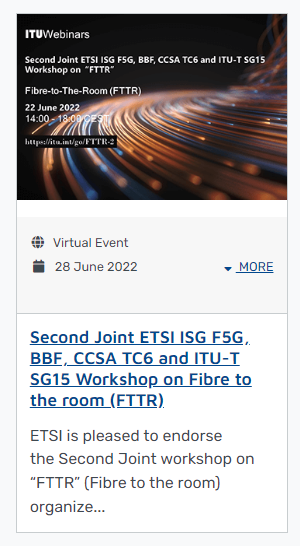 ITUWebinars
Second Joint ETSI ISG F5G, BBF, CCSA TC6 and ITU-T SG15
Workshop on "FTTR"
Fibre-to-The-Room (FTTR)
22 June 2022
14:00 - 18:00 CEST
https://itu.int/go/FTTR-2
Virtual Event
28 June 2022
MORE
Second Joint ETSI ISG F5G,
BBF, CCSA TC6 and ITU-T
SG15 Workshop on Fibre to
the room (FTTR)
ETSI is pleased to endorse
the Second Joint workshop on
“FTTR” (Fibre to the room)
organize...